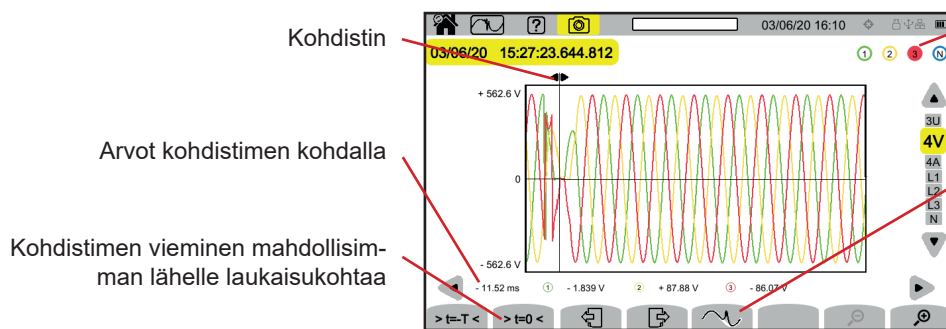 Kohdistin
Arvot kohdistimen kohdalla
Kohdistimen vieminen mahdollisim-
man lähelle laukaisukohtaa
?
03/06/20 16:10
03/06/20 15:27:23.644.812
1 2 3 N
+ 562.6 V
0
- 562.6 V
3U
4V
4A
L1
L2
L3
N
- 11.52 ms 1 - 1.839 V 2 + 87.88 V 3 - 86.07 V
> t=-T < > t=0 <